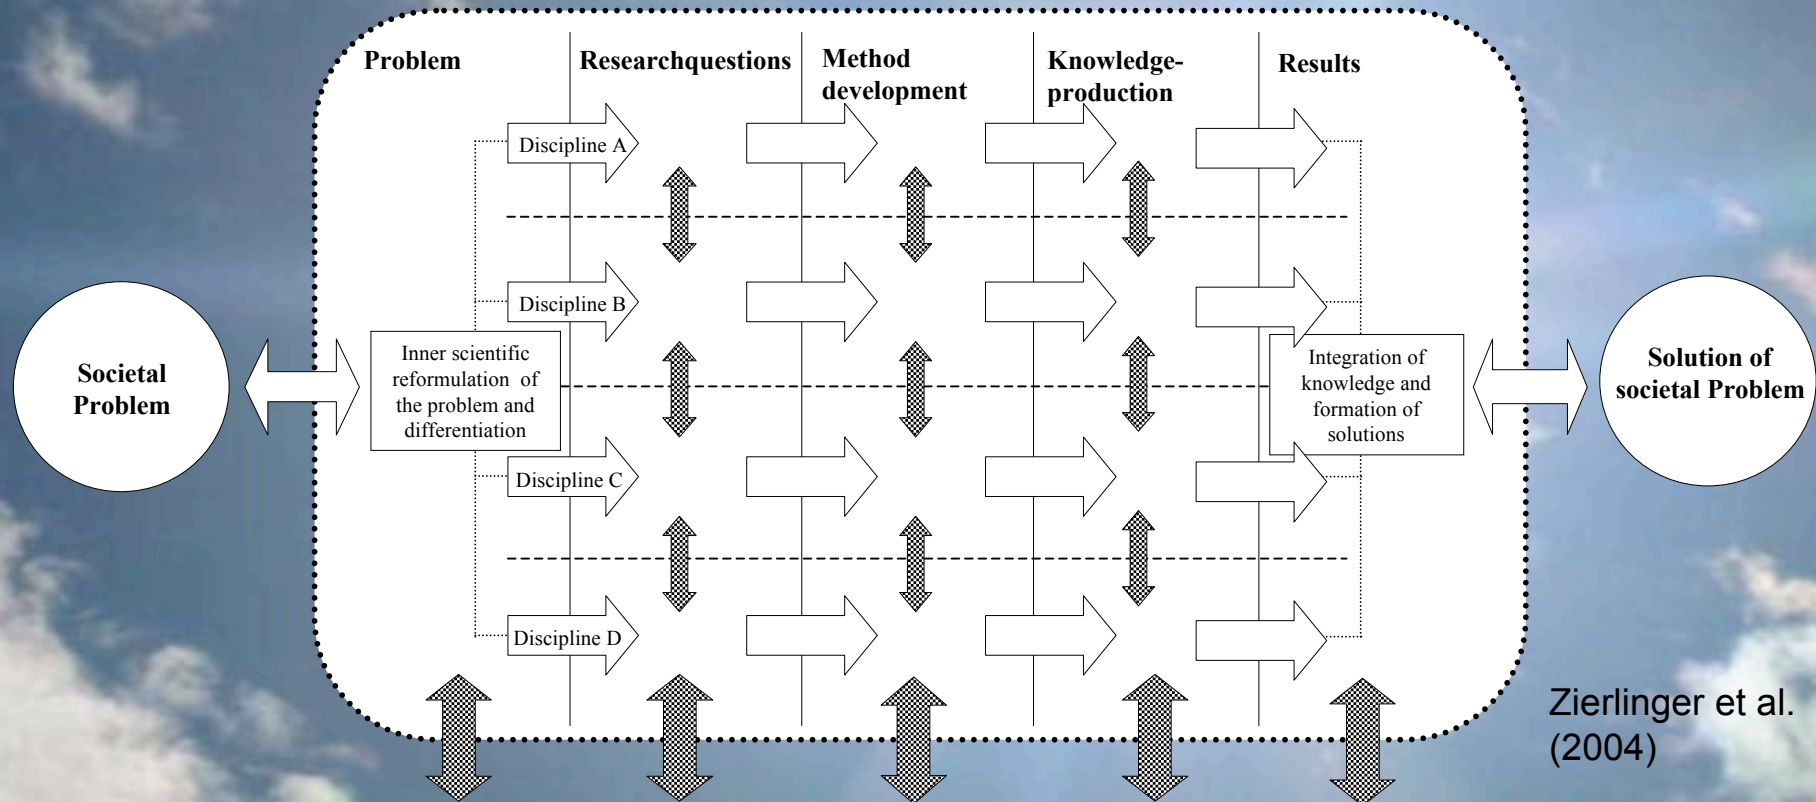 Problem
Researchquestions
Method
development
Knowledge-
production
Results
Discipline A
Discipline B
Societal
Problem
Inner scientific
reformulation of
the problem and
differentiation
Integration of
knowledge and
formation of
solutions
Solution of
societal Problem
Discipline C
Discipline D
Zierlinger et al.
(2004)